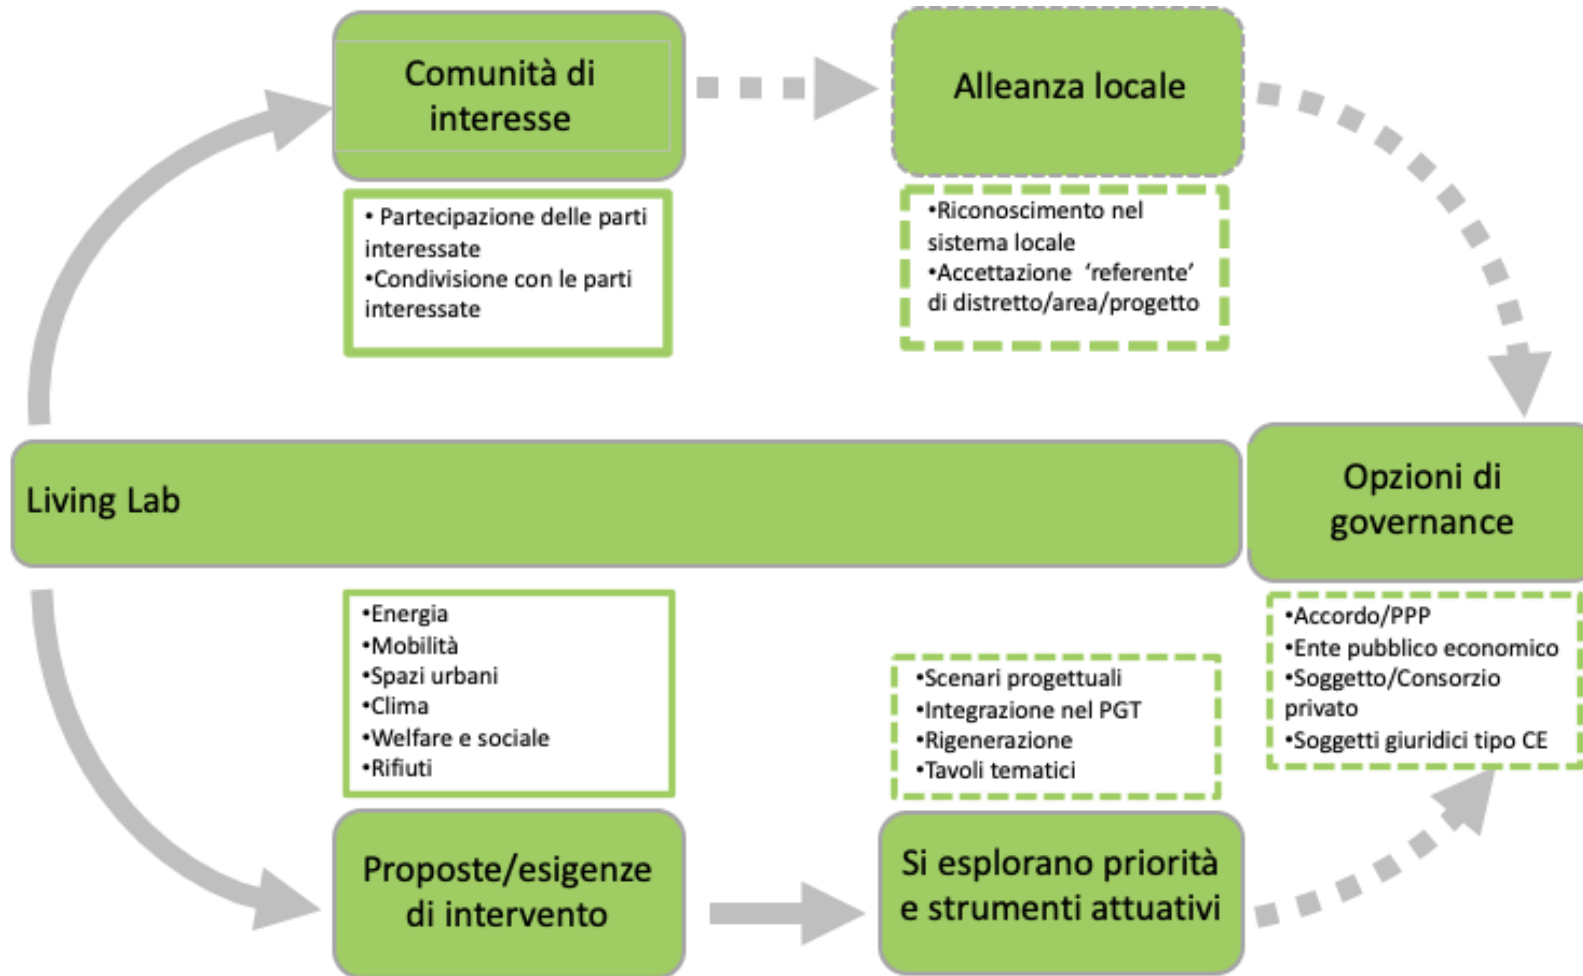 Comunità di
interesse
Alleanza locale
• Partecipazione delle parti
interessate
•Condivisione con le parti
interessate
•Riconoscimento nel
sistema locale
•Accettazione ‘referente’
di distretto/area/progetto
Living Lab
Opzioni di
governance
•Energia
•Mobilità
•Spazi urbani
•Clima
•Welfare e sociale
•Rifiuti
•Scenari progettuali
•Integrazione nel PGT
•Rigenerazione
•Tavoli tematici
•Accordo/PPP
•Ente pubblico economico
•Soggetto/Consorzio
privato
•Soggetti giuridici tipo CE
Proposte/esigenze
di intervento
Si esplorano priorità
e strumenti attuativi